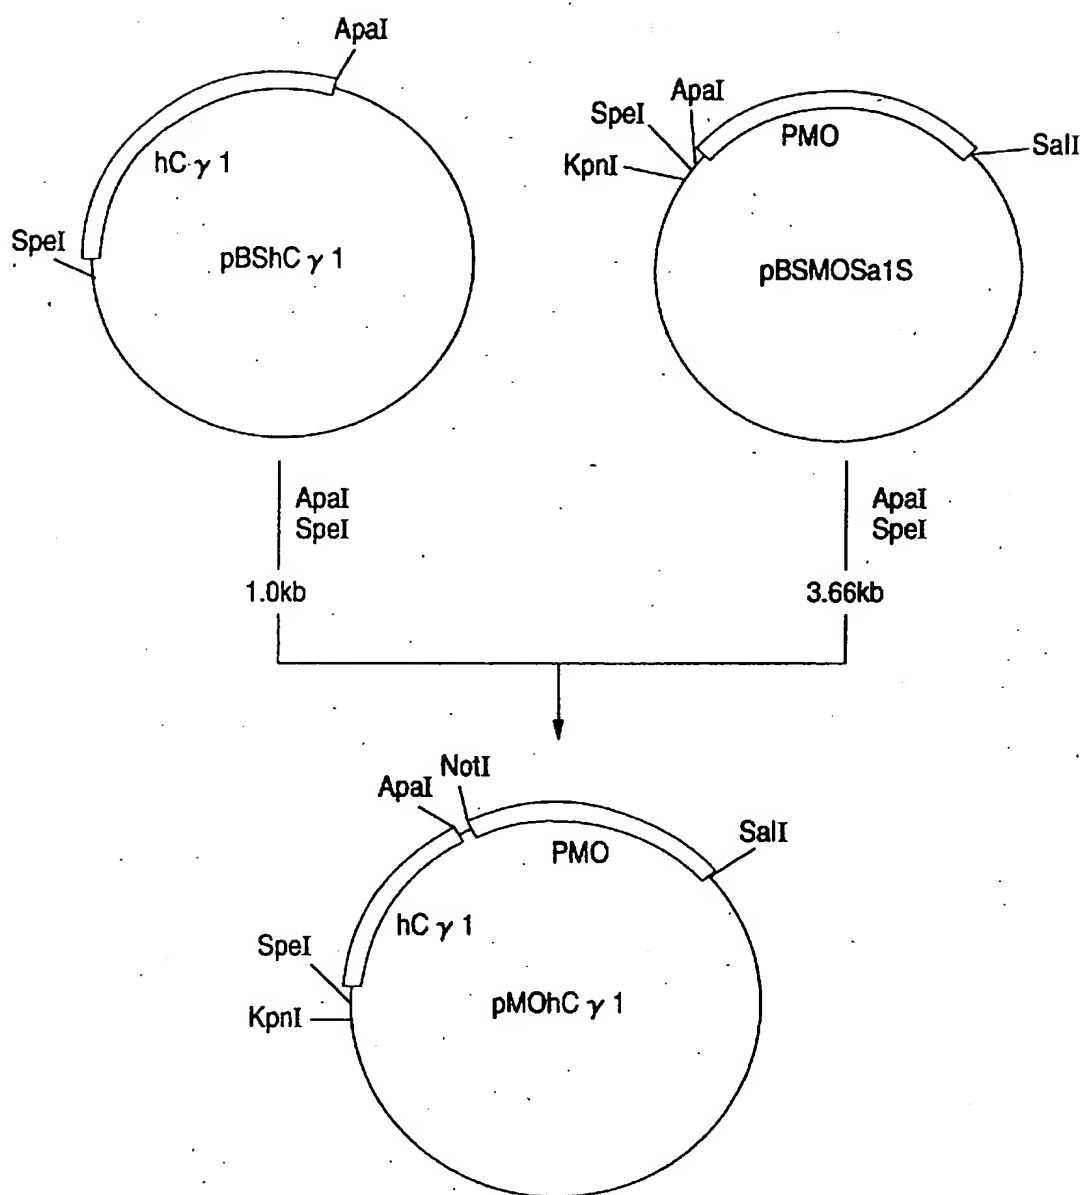 ApaI
hC γ 1
SpeI
pBShC γ 1
ApaI
SpeI
KpnI
PMO
SalI
pBSMOSa1S
ApaI
SpeI
1.0kb
ApaI
SpeI
3.66kb
NotI
ApaI
SalI
PMO
hC γ 1
SpeI
KpnI
pMOhC γ 1